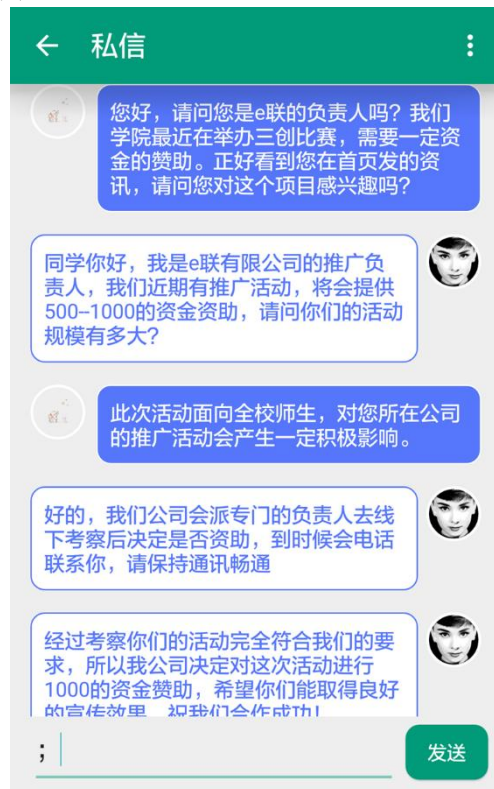 私信
您好，请问您是e联的负责人吗？我们
学院最近在举办三创比赛，需要一定资
金的赞助。正好看到您在首页发的资
讯，请问您对这个项目感兴趣吗？
同学你好，我是e联有限公司的推广负
责人，我们近期有推广活动，将会提供
500–1000的资金资助，请问你们的活动
规模有多大？
此次活动面向全校师生，对您所在公司
的推广活动会产生一定积极影响。
好的，我们公司会派专门的负责人去线
下考察后决定是否资助，到时候会电话
联系你，请保持通讯畅通
经过考察你们的活动完全符合我们的要
求，所以我公司决定对这次活动进行
1000的资金赞助，希望你们能取得良好
的宣传效果，祝我们合作成功！
；
发送